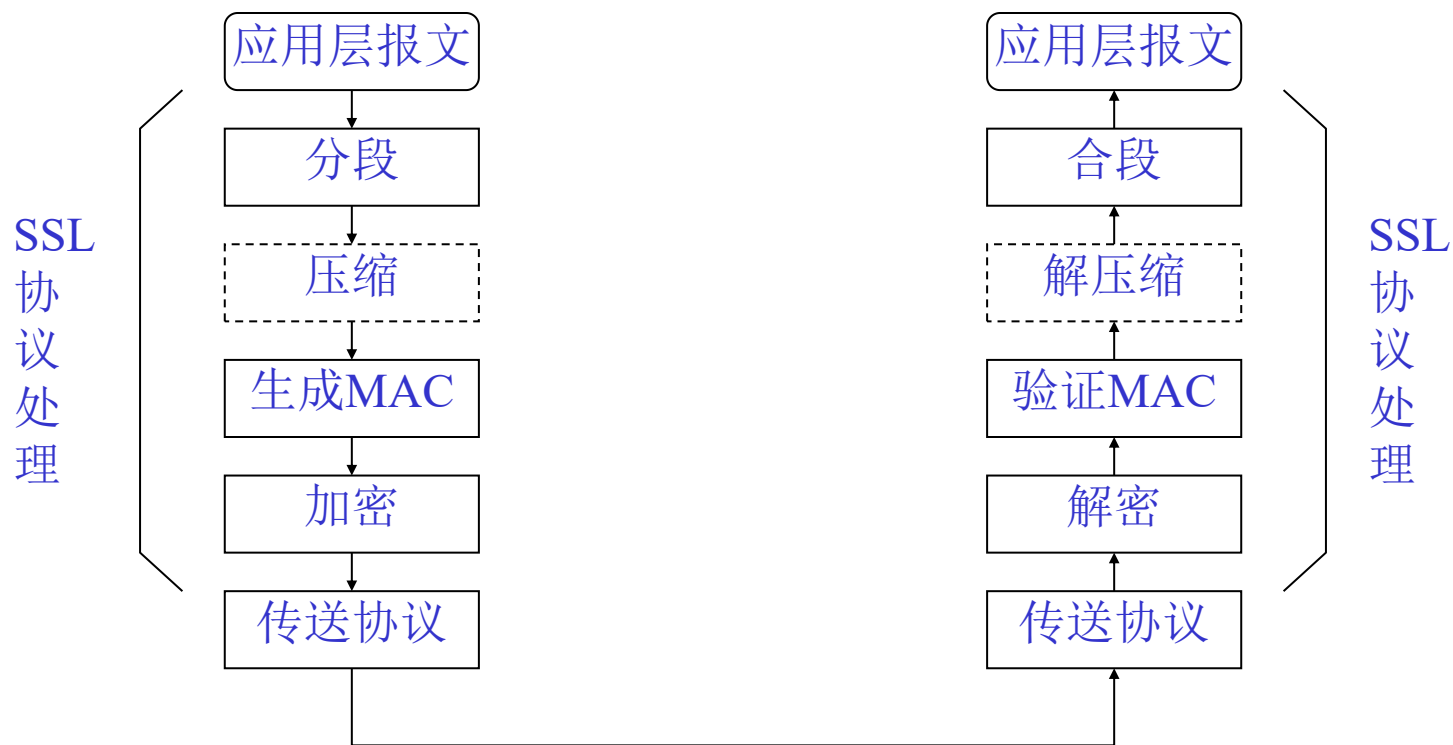 应用层报文
分段
压缩
生成MAC
加密
传送协议
SSL
协
议
处
理
应用层报文
合段
解压缩
验证MAC
解密
传送协议
SSL
协
议
处
理